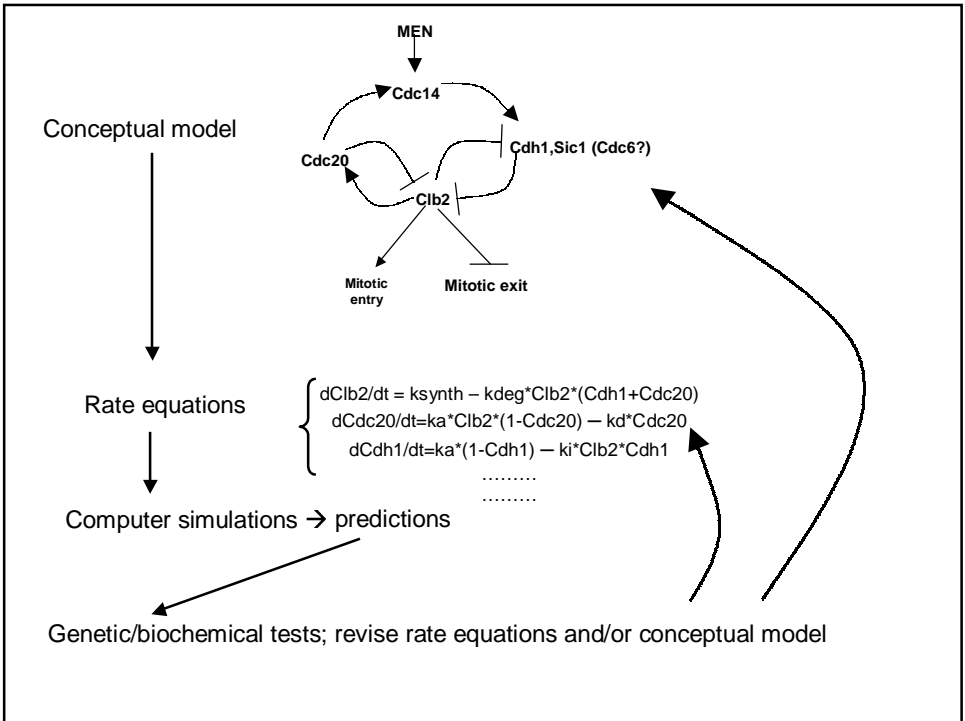 MEN
Cdc14
Conceptual model
Cdh1,Sic1 (Cdc6?)
Cdc20
Clb2
Mitotic
entry
Mitotic exit
Rate equations
dClb2/dt = ksynth – kdeg*Clb2*(Cdh1+Cdc20)
dCdc20/dt=ka*Clb2*(1-Cdc20) – kd*Cdc20
dCdh1/dt=ka*(1-Cdh1) – ki*Clb2*Cdh1
.........
.........
Computer simulations → predictions
Genetic/biochemical tests; revise rate equations and/or conceptual model